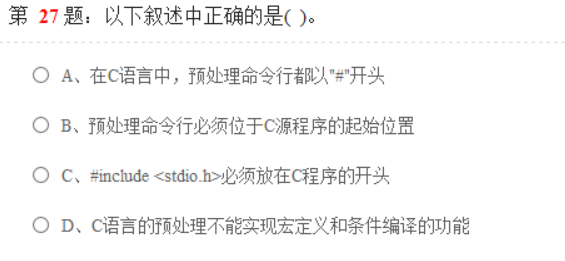 第 27 题：以下叙述中正确的是( )。
A、在C语言中，预处理命令行都以"#"开头
B、预处理命令行必须位于C源程序的起始位置
C、#include <stdio.h>必须放在C程序的开头
D、C语言的预处理不能实现宏定义和条件编译的功能